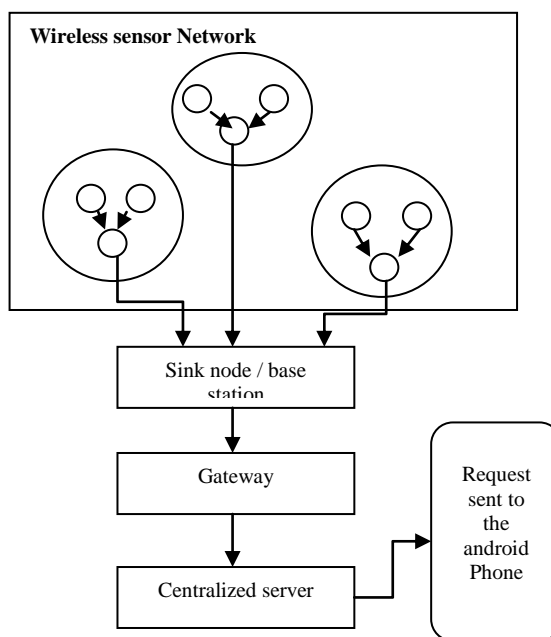 Wireless sensor Network
Sink node / base
station
Gateway
Centralized server
Request
sent to
the
android
Phone